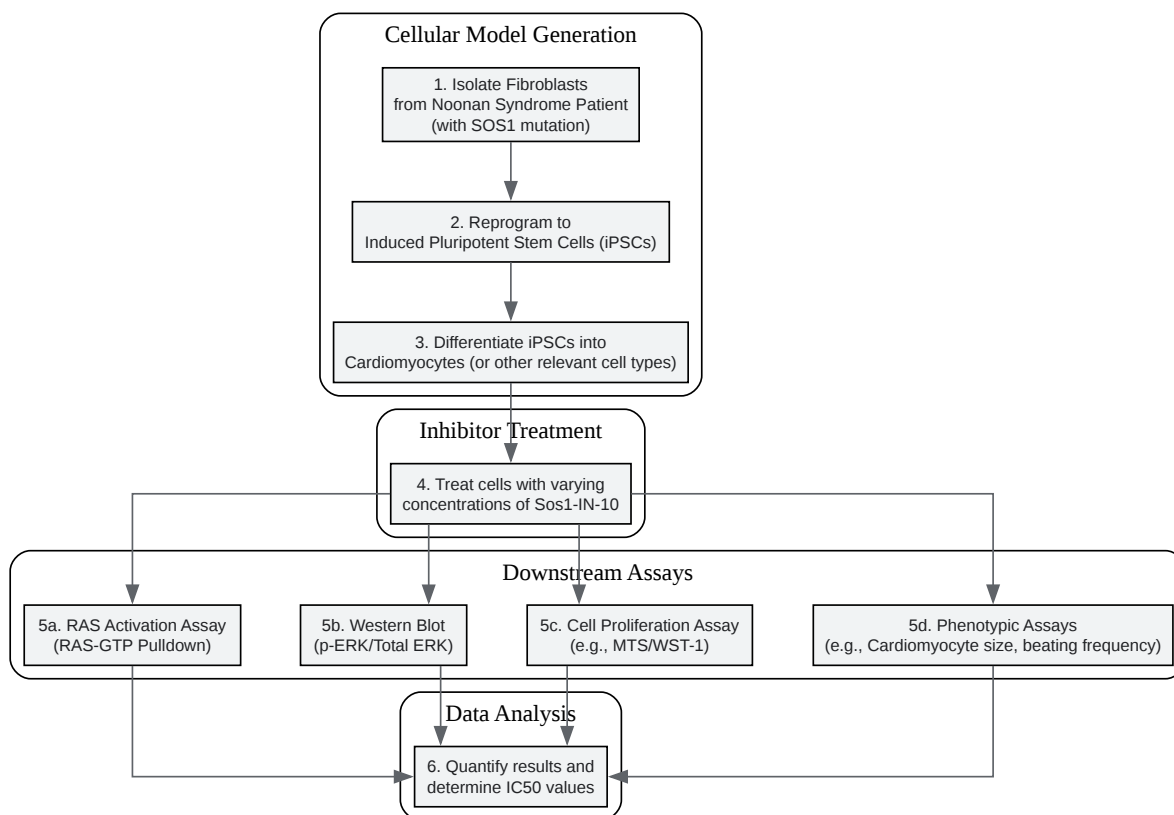 Cellular Model Generation
1. Isolate Fibroblasts
from Noonan Syndrome Patient
(with SOS1 mutation)
2. Reprogram to
Induced Pluripotent Stem Cells (iPSCs)
3. Differentiate iPSCs into
Cardiomyocytes (or other relevant cell types)
Inhibitor Treatment
4. Treat cells with varying
concentrations of Sos1-IN-10
Downstream Assays
5a. RAS Activation Assay
(RAS-GTP Pulldown)
5b. Western Blot
(p-ERK/Total ERK)
5c. Cell Proliferation Assay
(e.g., MTS/WST-1)
5d. Phenotypic Assays
(e.g., Cardiomyocyte size, beating frequency)
Data Analysis
6. Quantify results and
determine IC50 values